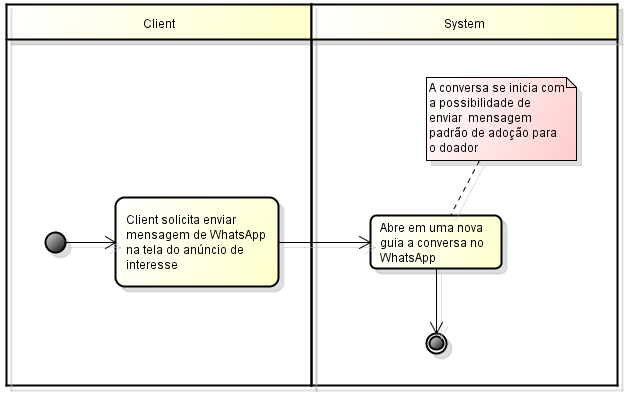 Client
System
A conversa se inicia com
a possibilidade de
enviar mensagem
padrão de adoção para
o doador
Client solicita enviar
mensagem de WhatsApp
na tela do anúncio de
interesse
Abre em uma nova
guia a conversa no
WhatsApp